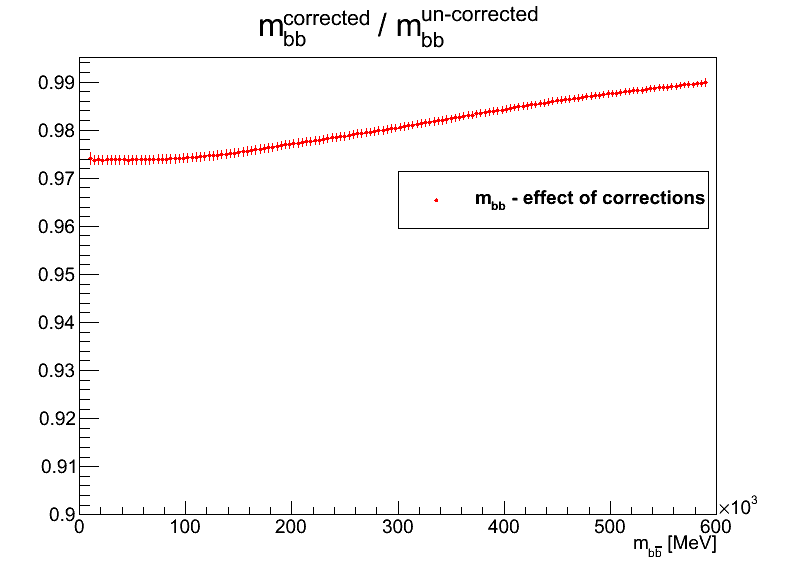 m_bb^corrected / m_bb^un-corrected
0.99
0.98
0.97
m_bb - effect of corrections
0.96
0.95
0.94
0.93
0.92
0.91
0.9
0 100 200 300 400 500 600 ×10³
m_bb̅ [MeV]